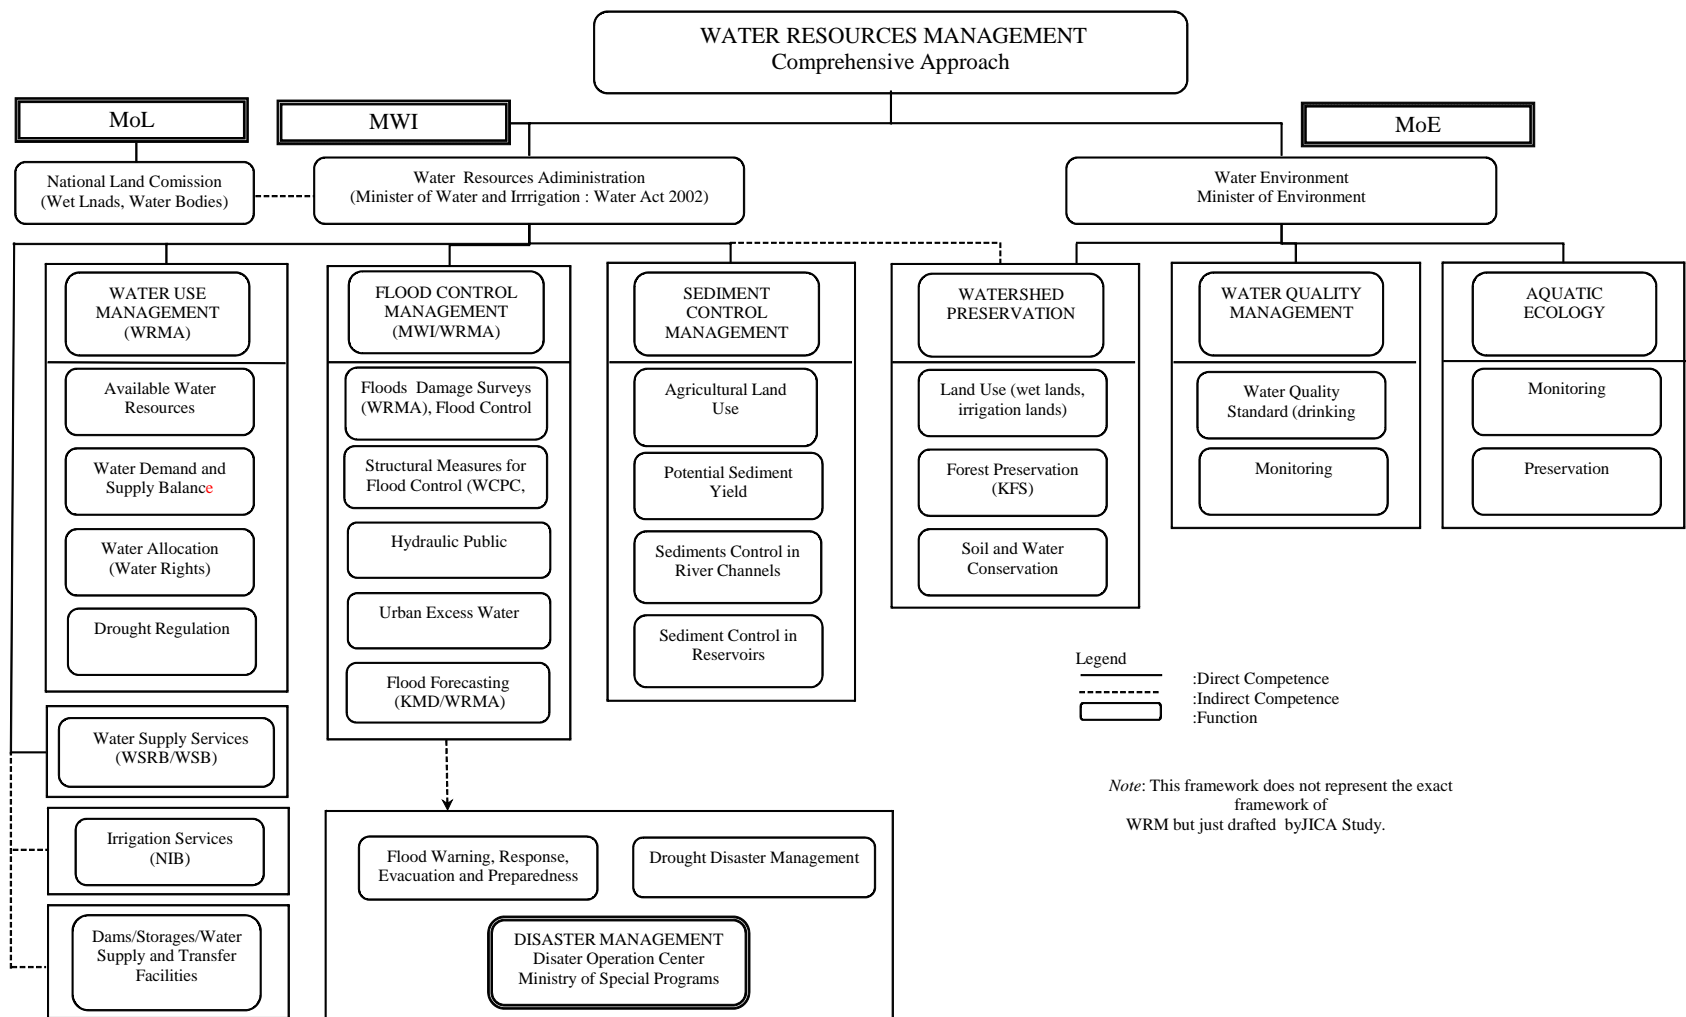 WATER RESOURCES MANAGEMENT
Comprehensive Approach
MoL
MWI
MoE
National Land Comission
(Wet Lnads, Water Bodies)
Water Resources Adiministration
(Minister of Water and Irrrigation : Water Act 2002)
Water Environment
Minister of Environment
WATER USE
MANAGEMENT
(WRMA)
Available Water
Resources
Water Demand and
Supply Balance
Water Allocation
(Water Rights)
Drought Regulation
FLOOD CONTROL
MANAGEMENT
(MWI/WRMA)
Floods Damage Surveys
(WRMA), Flood Control
Structural Measures for
Flood Control (WCPC,
Hydraulic Public
Urban Excess Water
Flood Forecasting
(KMD/WRMA)
SEDIMENT
CONTROL
MANAGEMENT
Agricultural Land
Use
Potential Sediment
Yield
Sediments Control in
River Channels
Sediment Control in
Reservoirs
WATERSHED
PRESERVATION
Land Use (wet lands,
irrigation lands)
Forest Preservation
(KFS)
Soil and Water
Conservation
WATER QUALITY
MANAGEMENT
Water Quality
Standard (drinking
Monitoring
AQUATIC
ECOLOGY
Monitoring
Preservation
Water Supply Services
(WSRB/WSB)
Irrigation Services
(NIB)
Dams/Storages/Water
Supply and Transfer
Facilities
Flood Warning, Response,
Evacuation and Preparedness
Drought Disaster Management
DISASTER MANAGEMENT
Disater Operation Center
Ministry of Special Programs
Legend
:Direct Competence
:Indirect Competence
:Function
Note: This framework does not represent the exact
framework of
WRM but just drafted byJICA Study.